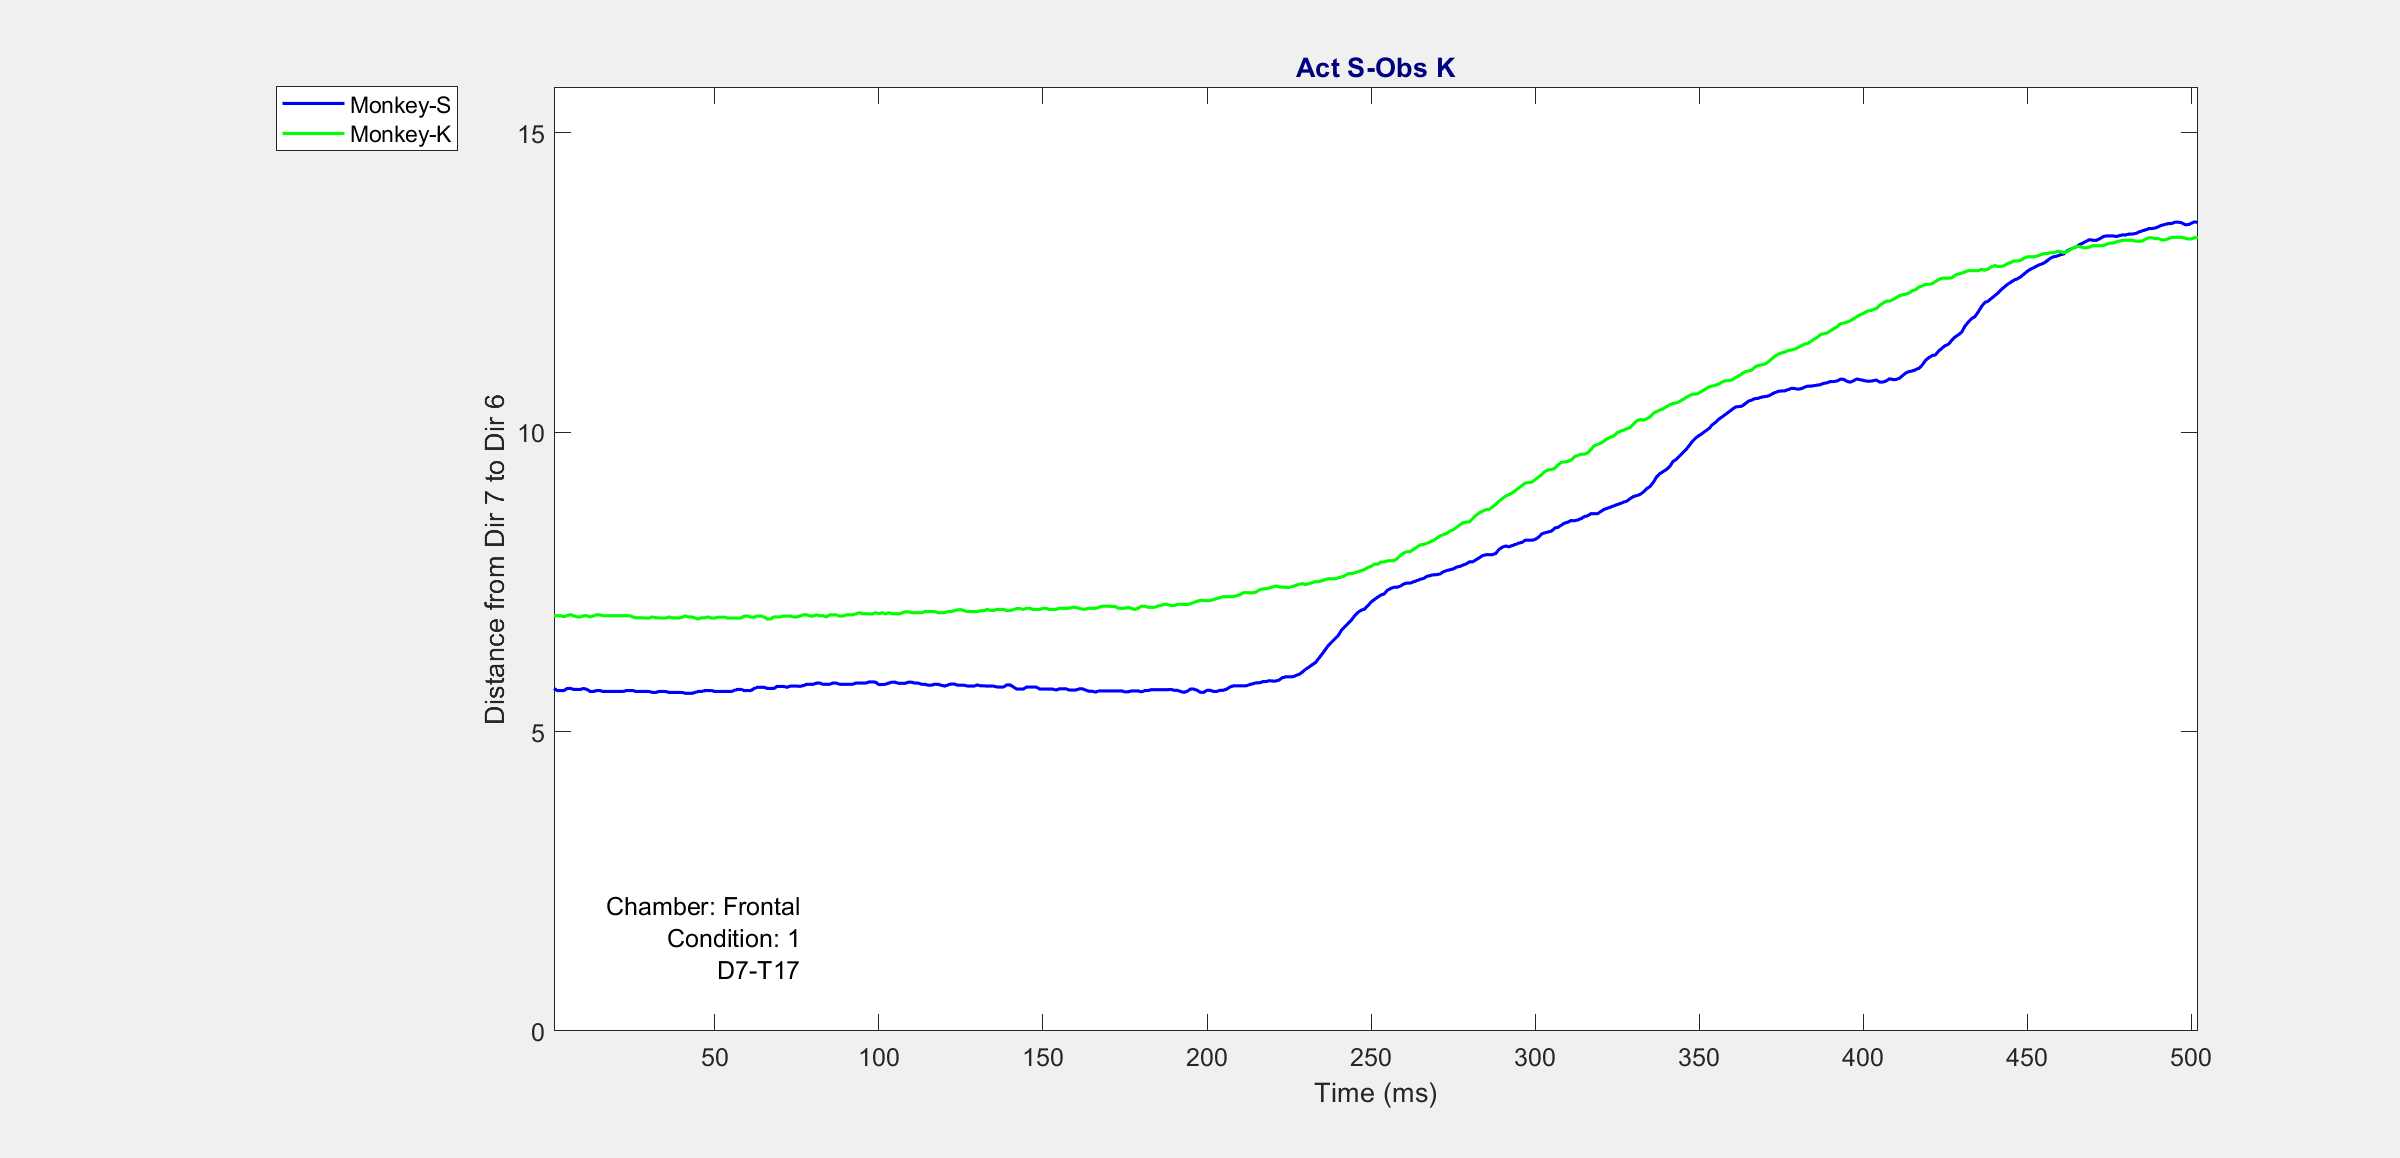 Act S-Obs K
Monkey-S
Monkey-K
15
10
5
0
Distance from Dir 7 to Dir 6
Chamber: Frontal
Condition: 1
D7-T17
50 100 150 200 250 300 350 400 450 500
Time (ms)